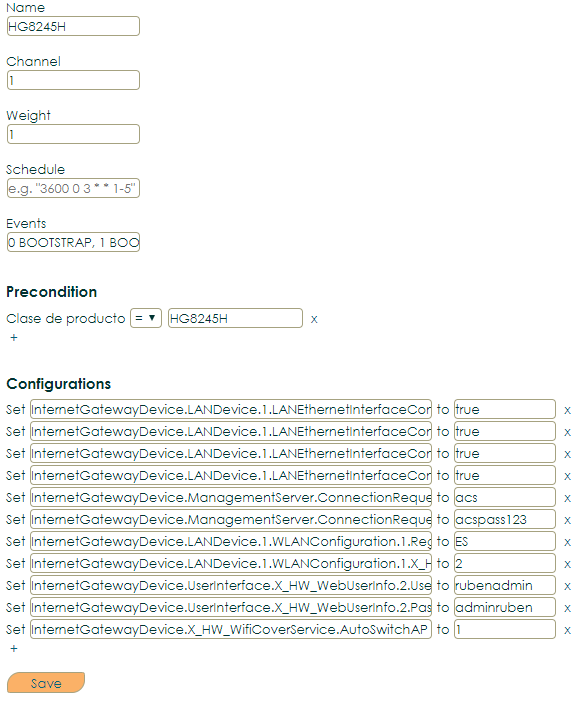 Name
HG8245H
Channel
1
Weight
1
Schedule
e.g. "3600 0 3 * * 1-5"
Events
0 BOOTSTRAP, 1 BOO
Precondition
Clase de producto = ▼ HG8245H x
+
Configurations
Set InternetGatewayDevice.LANDevice.1.LANEthernetInterfaceCor to true x
Set InternetGatewayDevice.LANDevice.1.LANEthernetInterfaceCor to true x
Set InternetGatewayDevice.LANDevice.1.LANEthernetInterfaceCor to true x
Set InternetGatewayDevice.LANDevice.1.LANEthernetInterfaceCor to true x
Set InternetGatewayDevice.ManagementServer.ConnectionReque to acs x
Set InternetGatewayDevice.ManagementServer.ConnectionReque to acspass123 x
Set InternetGatewayDevice.LANDevice.1.WLANConfiguration.1.Reg to ES x
Set InternetGatewayDevice.LANDevice.1.WLANConfiguration.1.X_H to 2 x
Set InternetGatewayDevice.UserInterface.X_HW_WebUserInfo.2.Use to rubenadmin x
Set InternetGatewayDevice.UserInterface.X_HW_WebUserInfo.2.Pas to adminruben x
Set InternetGatewayDevice.X_HW_WifiCoverService.AutoSwitchAP to 1 x
+
Save